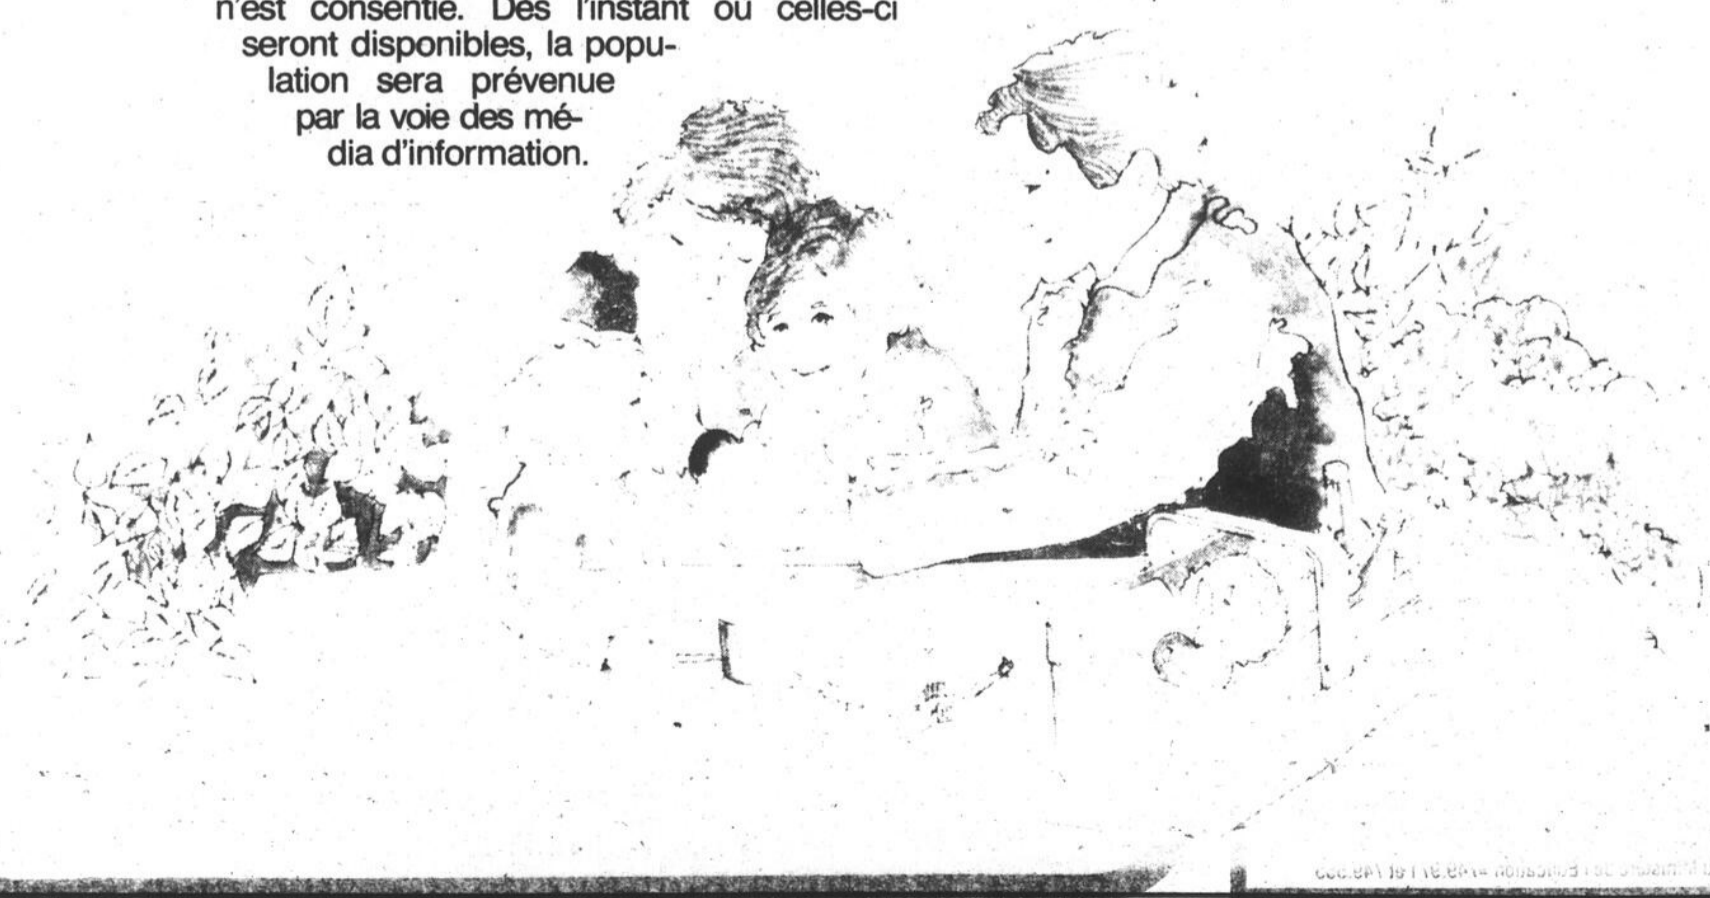 n'est consentie. Dès l'instant où celles-ci
seront disponibles, la popu-
lation sera prévenue
par la voie des mé-
dia d'information.